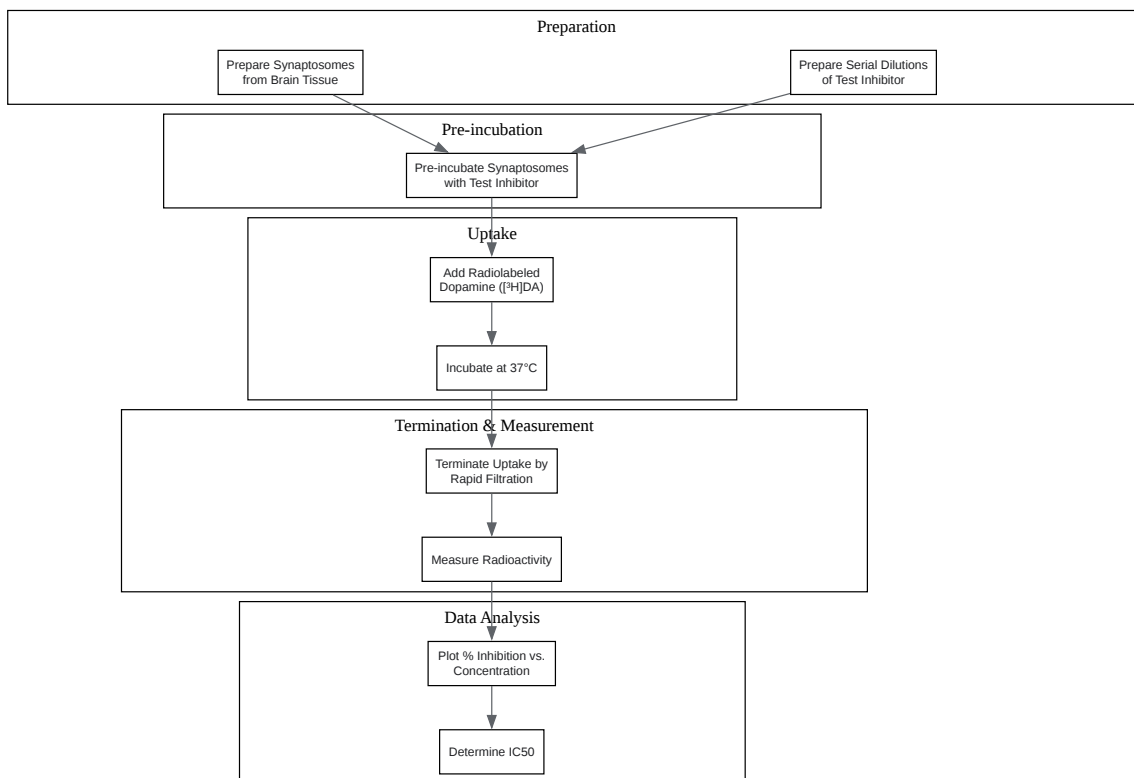 Preparation
Prepare Synaptosomes
from Brain Tissue
Prepare Serial Dilutions
of Test Inhibitor
Pre-incubation
Pre-incubate Synaptosomes
with Test Inhibitor
Uptake
Add Radiolabeled
Dopamine ([³H]DA)
Incubate at 37°C
Termination & Measurement
Terminate Uptake by
Rapid Filtration
Measure Radioactivity
Data Analysis
Plot % Inhibition vs.
Concentration
Determine IC50